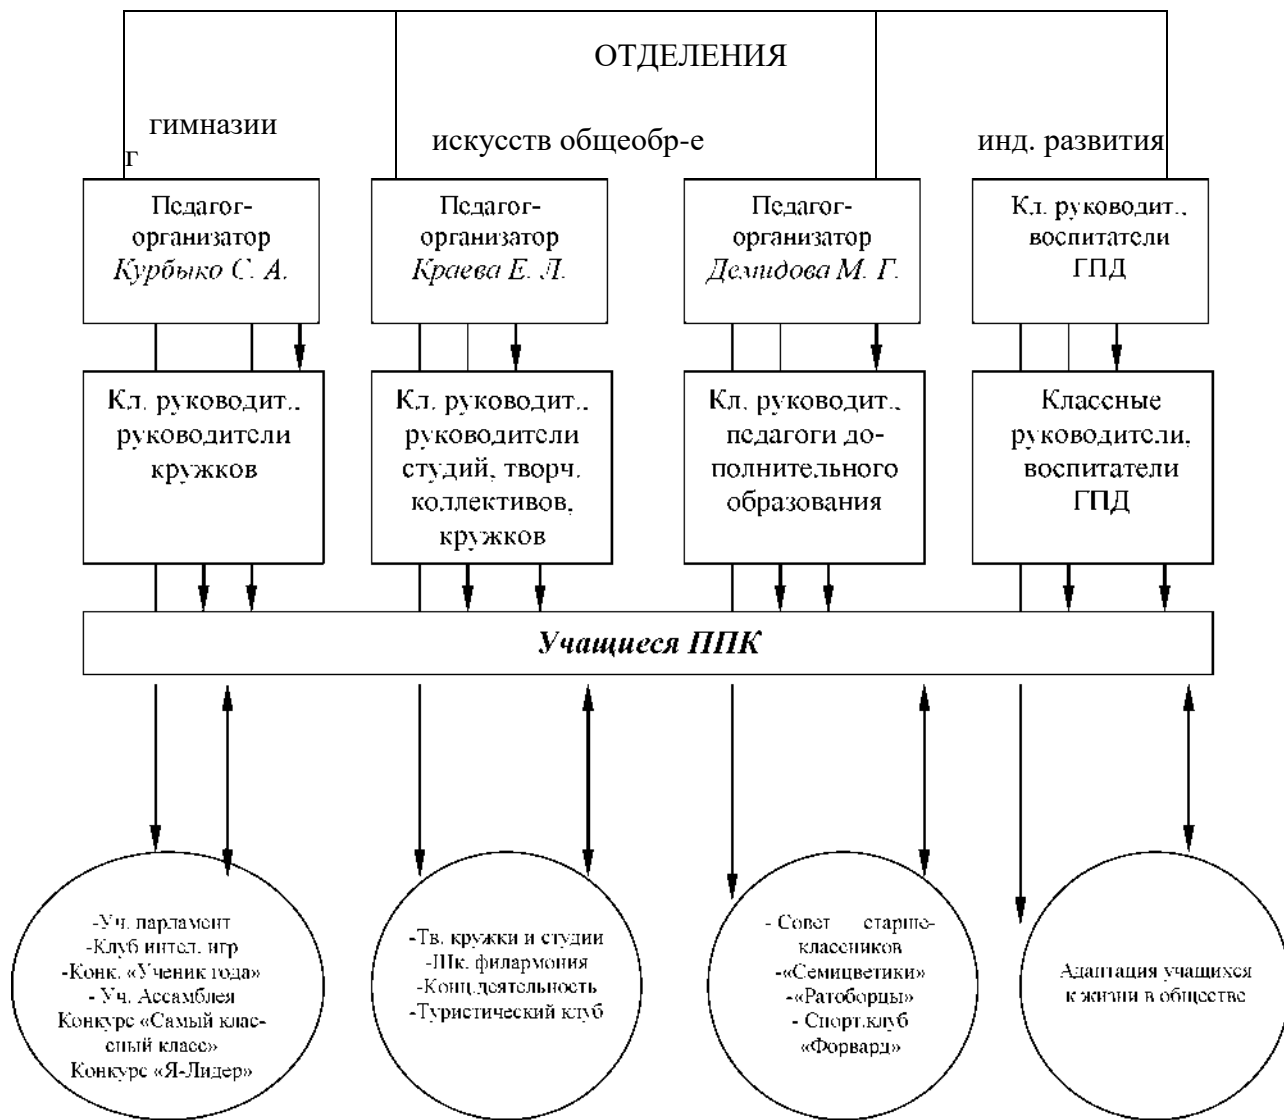 ОТДЕЛЕНИЯ
гимназии
г
искусств общеобр-е
инд. развития
Педагог-
организатор
Курбыко С. А.
Педагог-
организатор
Краева Е. Л.
Педагог-
организатор
Демидова М. Г.
Кл. руководит.,
воспитатели
ГПД
Кл. руководит.,
руководители
кружков
Кл. руководит.,
руководители
студий, творч.
коллективов,
кружков
Кл. руководит.,
педагоги до-
полнительного
образования
Классные
руководители,
воспитатели
ГПД
Учащиеся ППК
-Уч. парламент
-Клуб интел. игр
-Конк. «Ученик года»
- Уч. Ассамблея
Конкурс «Самый клас-
сный класс»
Конкурс «Я-Лидер»
-Тв. кружки и студии
-Шк. филармония
-Конц.деятельность
-Туристический клуб
- Совет старше-
классников
-«Семицветики»
-«Ратоборцы»
- Спорт.клуб
«Форвард»
Адаптация учащихся
к жизни в обществе